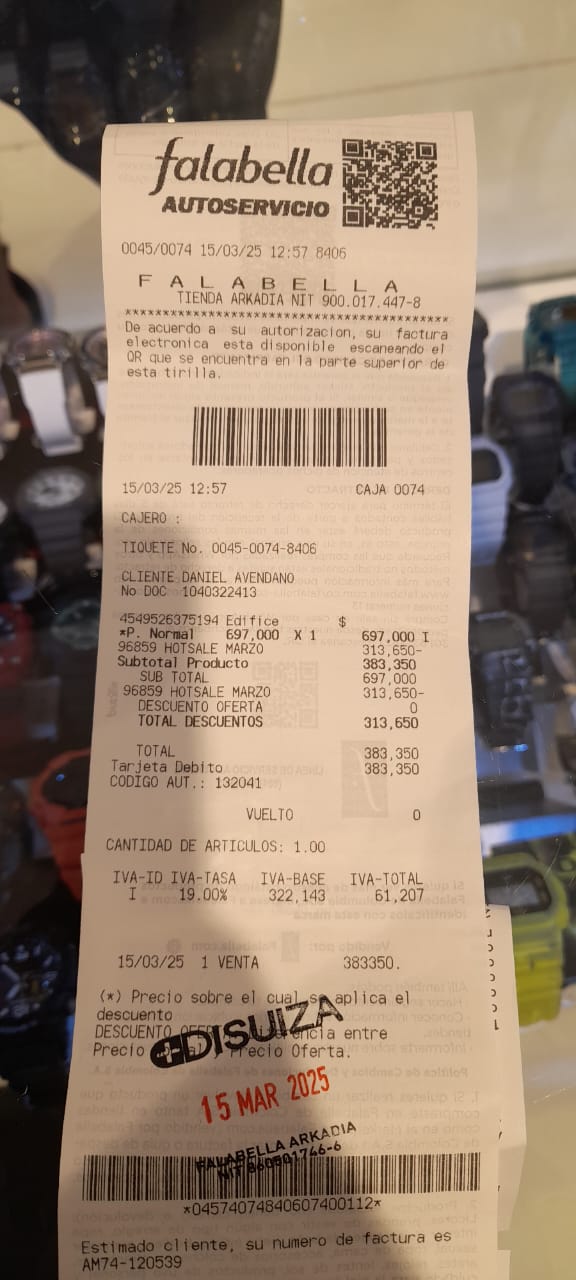 falabella
AUTOSERVICIO
0045/0074 15/03/25 12:57 8406
F A L A B E L L A
TIENDA ARKADIA NIT 900.017.447-8
*************************************************
De acuerdo a su autorizacion, su factura
electronica esta disponible escaneando el
QR que se encuentra en la parte superior de
esta tirilla.
15/03/25 12:57 CAJA 0074
CAJERO :
TIQUETE No. 0045-0074-8406
CLIENTE DANIEL AVENDANO
No DOC 1040322413
4549526375194 Edifice $
*P. Normal 697,000 X 1 697,000 I
96859 HOTSALE MARZO 313,650-
Subtotal Producto 383,350
SUB TOTAL 697,000
96859 HOTSALE MARZO 313,650-
DESCUENTO OFERTA 0
TOTAL DESCUENTOS 313,650
TOTAL 383,350
Tarjeta Debito 383,350
CODIGO AUT.: 132041
VUELTO 0
CANTIDAD DE ARTICULOS: 1.00
IVA-ID IVA-TASA IVA-BASE IVA-TOTAL
I 19.00% 322,143 61,207
15/03/25 1 VENTA 383350.
(*) Precio sobre el cual se aplica el
descuento
DESCUENTO entre
Precio Precio Oferta.
DISUIZA
15 MAR 2025
FALABELLA ARKADIA
NIT 860501746-6
*04574074840607400112*
Estimado cliente, su numero de factura es
AM74-120539